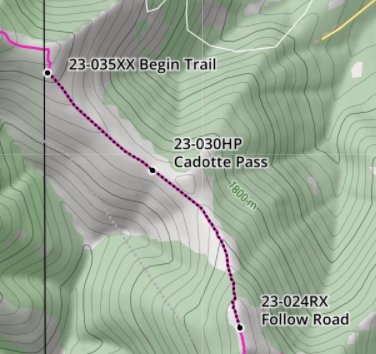 23-035XX Begin Trail
23-030HP
Cadotte Pass
1800 m
23-024RX
Follow Road